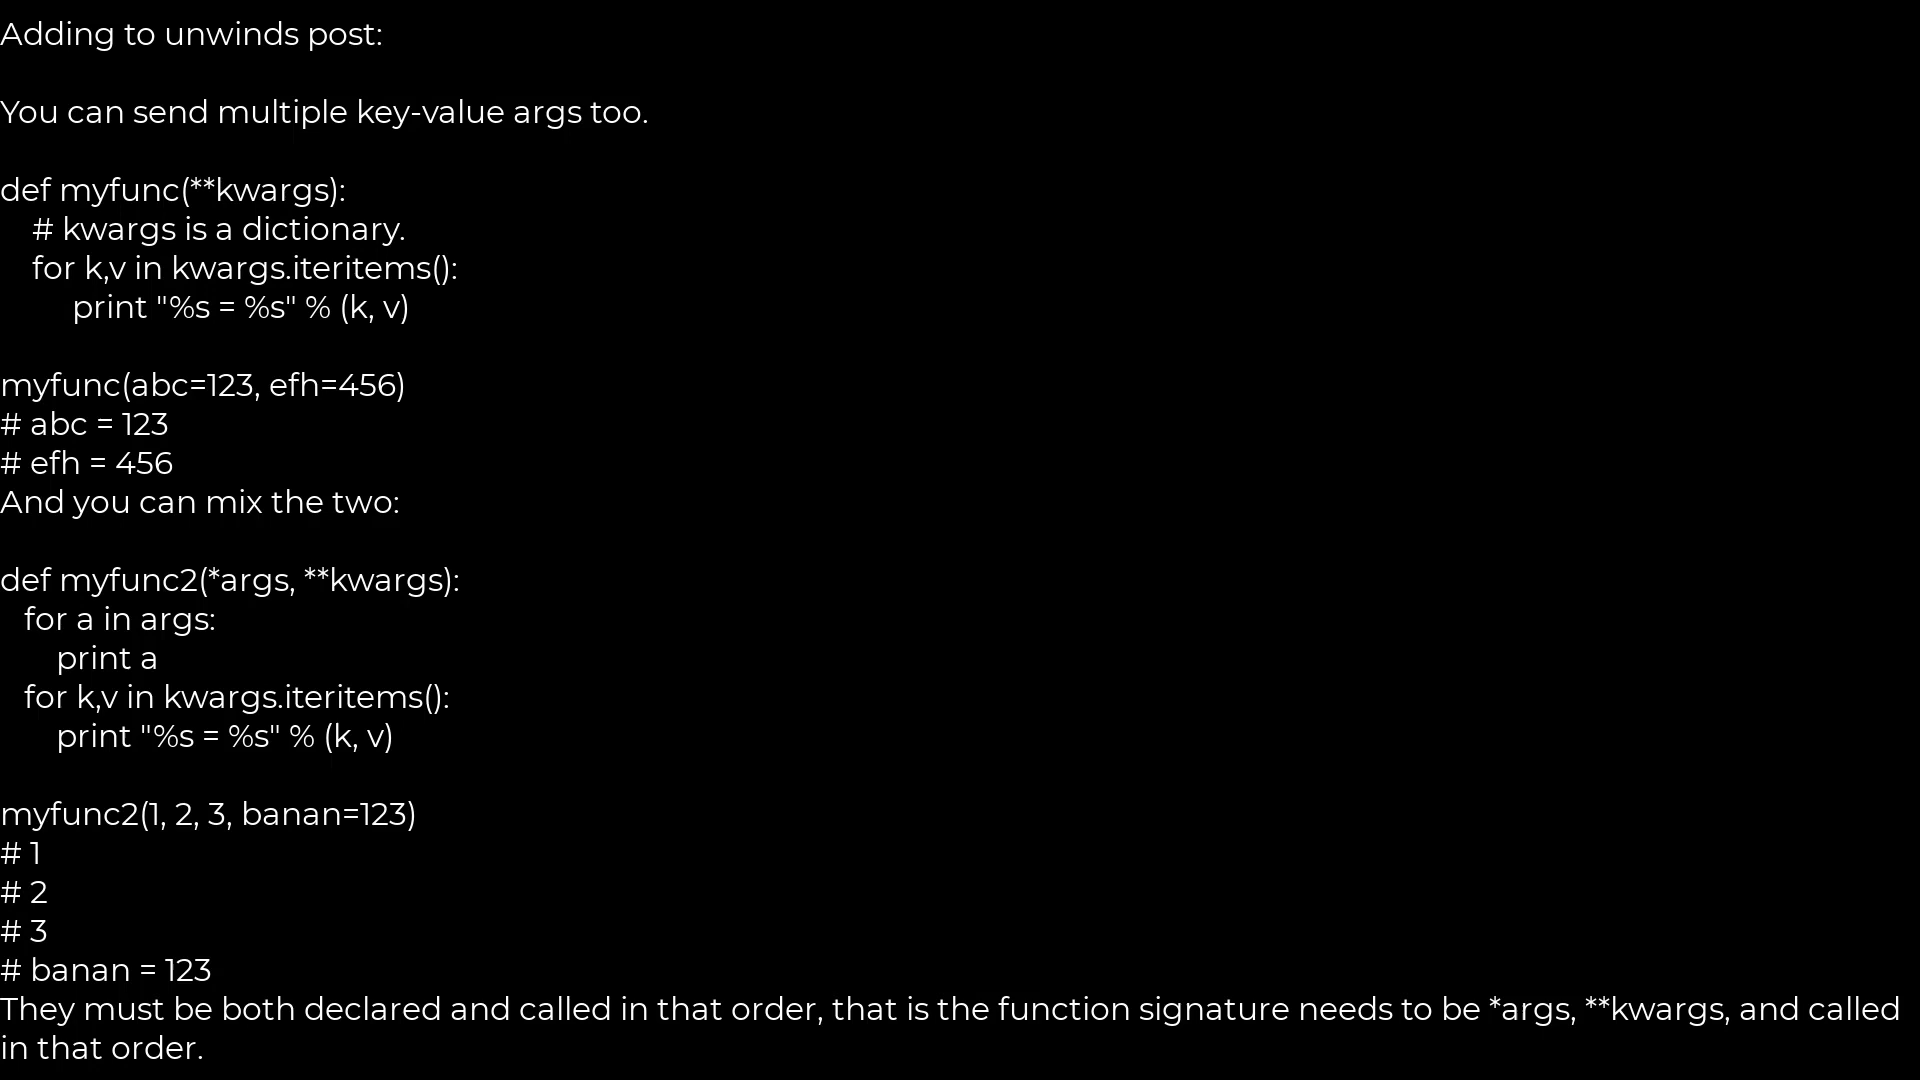 Adding to unwinds post:
You can send multiple key-value args too.
def myfunc(**kwargs):
    # kwargs is a dictionary.
    for k,v in kwargs.iteritems():
         print "%s = %s" % (k, v)
myfunc(abc=123, efh=456)
# abc = 123
# efh = 456
And you can mix the two:
def myfunc2(*args, **kwargs):
   for a in args:
       print a
   for k,v in kwargs.iteritems():
       print "%s = %s" % (k, v)
myfunc2(1, 2, 3, banan=123)
# 1
# 2
# 3
# banan = 123
They must be both declared and called in that order, that is the function signature needs to be *args, **kwargs, and called
in that order.